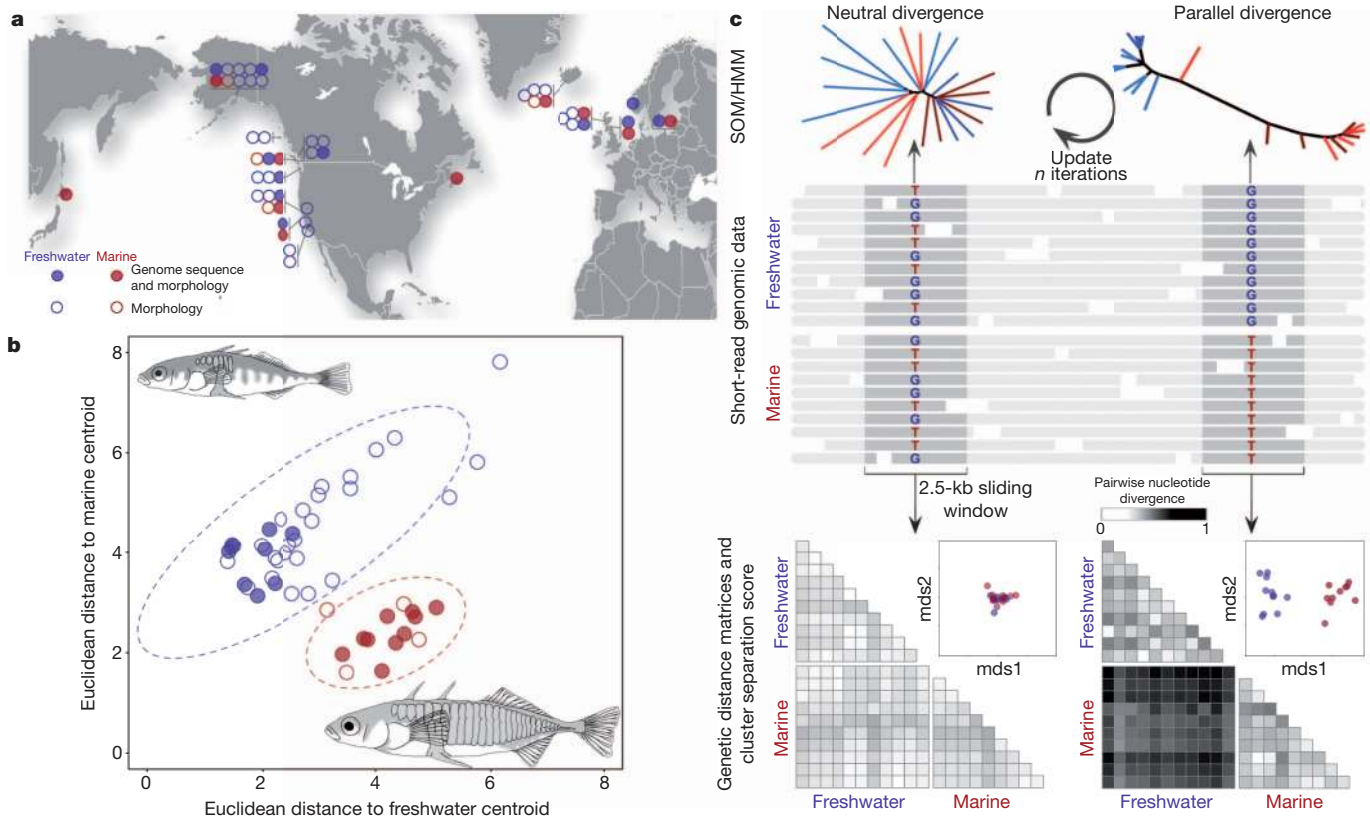 a
Freshwater Marine
Genome sequence
and morphology
Morphology
b
Euclidean distance to marine centroid
8
6
4
2
0
0 2 4 6 8
Euclidean distance to freshwater centroid
c
Neutral divergence
Parallel divergence
SOM/HMM
Update
n iterations
Short-read genomic data
Freshwater
T G
G G
G G
T G
T G
G G
T G
G G
G G
T G
G G
Marine
G T
T T
T T
G T
G T
T T
G T
T T
T T
G T
2.5-kb sliding
window
Pairwise nucleotide
divergence
0 1
Genetic distance matrices and
cluster separation score
Freshwater
Marine
mds2
mds1
Freshwater Marine
Freshwater
Marine
mds2
mds1
Freshwater Marine